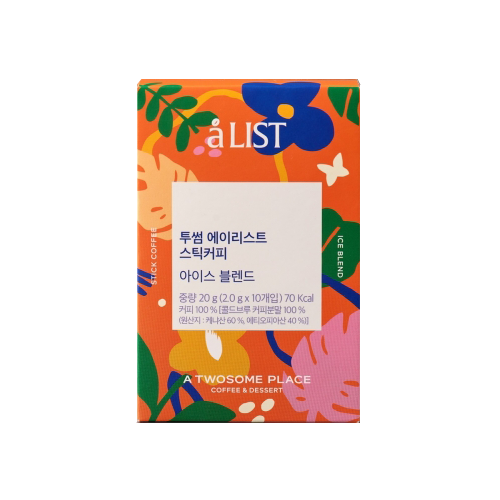 åLIST
STICK COFFEE
ICE BLEND
투썸 에이리스트
스틱커피
아이스 블렌드
중량 20 g (2.0 g x 10개입) 70 Kcal
커피 100 % [콜드브루 커피분말 100 %
(원산지 : 케냐산 60 %, 에티오피아산 40 %)]
A TWOSOME PLACE
COFFEE & DESSERT